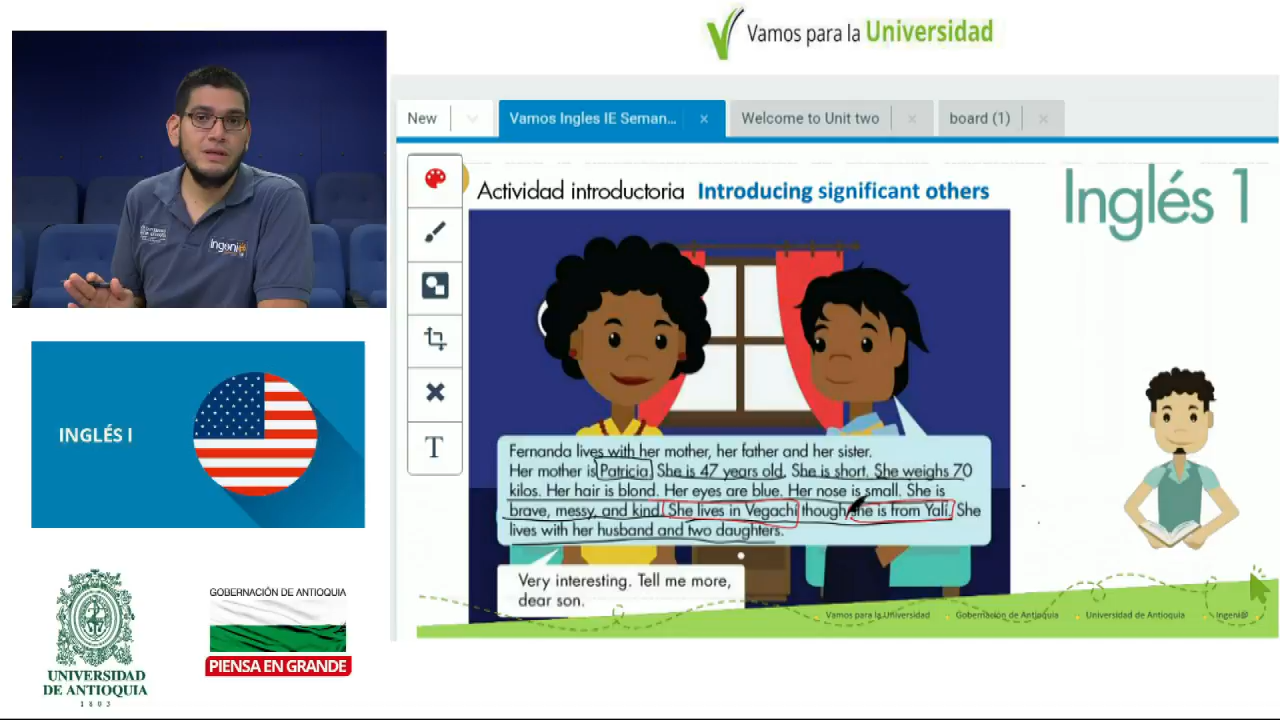 Vamos para la Universidad
New
Vamos Ingles IE Seman...
Welcome to Unit two
board (1)
Actividad introductoria Introducing significant others
Inglés 1
T
Fernanda lives with her mother, her father and her sister.
Her mother is Patricia. She is 47 years old. She is short. She weighs 70
kilos. Her hair is blond. Her eyes are blue. Her nose is small. She is
brave, messy, and kind. She lives in Vegachí though she is from Yalí. She
lives with her husband and two daughters.
Very interesting. Tell me more,
dear son.
Vamos para la Universidad
Gobernación de Antioquia
Universidad de Antioquia
Ingeni@
ingeni@
INGLÉS I
UNIVERSIDAD
DE ANTIOQUIA
1803
GOBERNACIÓN DE ANTIOQUIA
PIENSA EN GRANDE